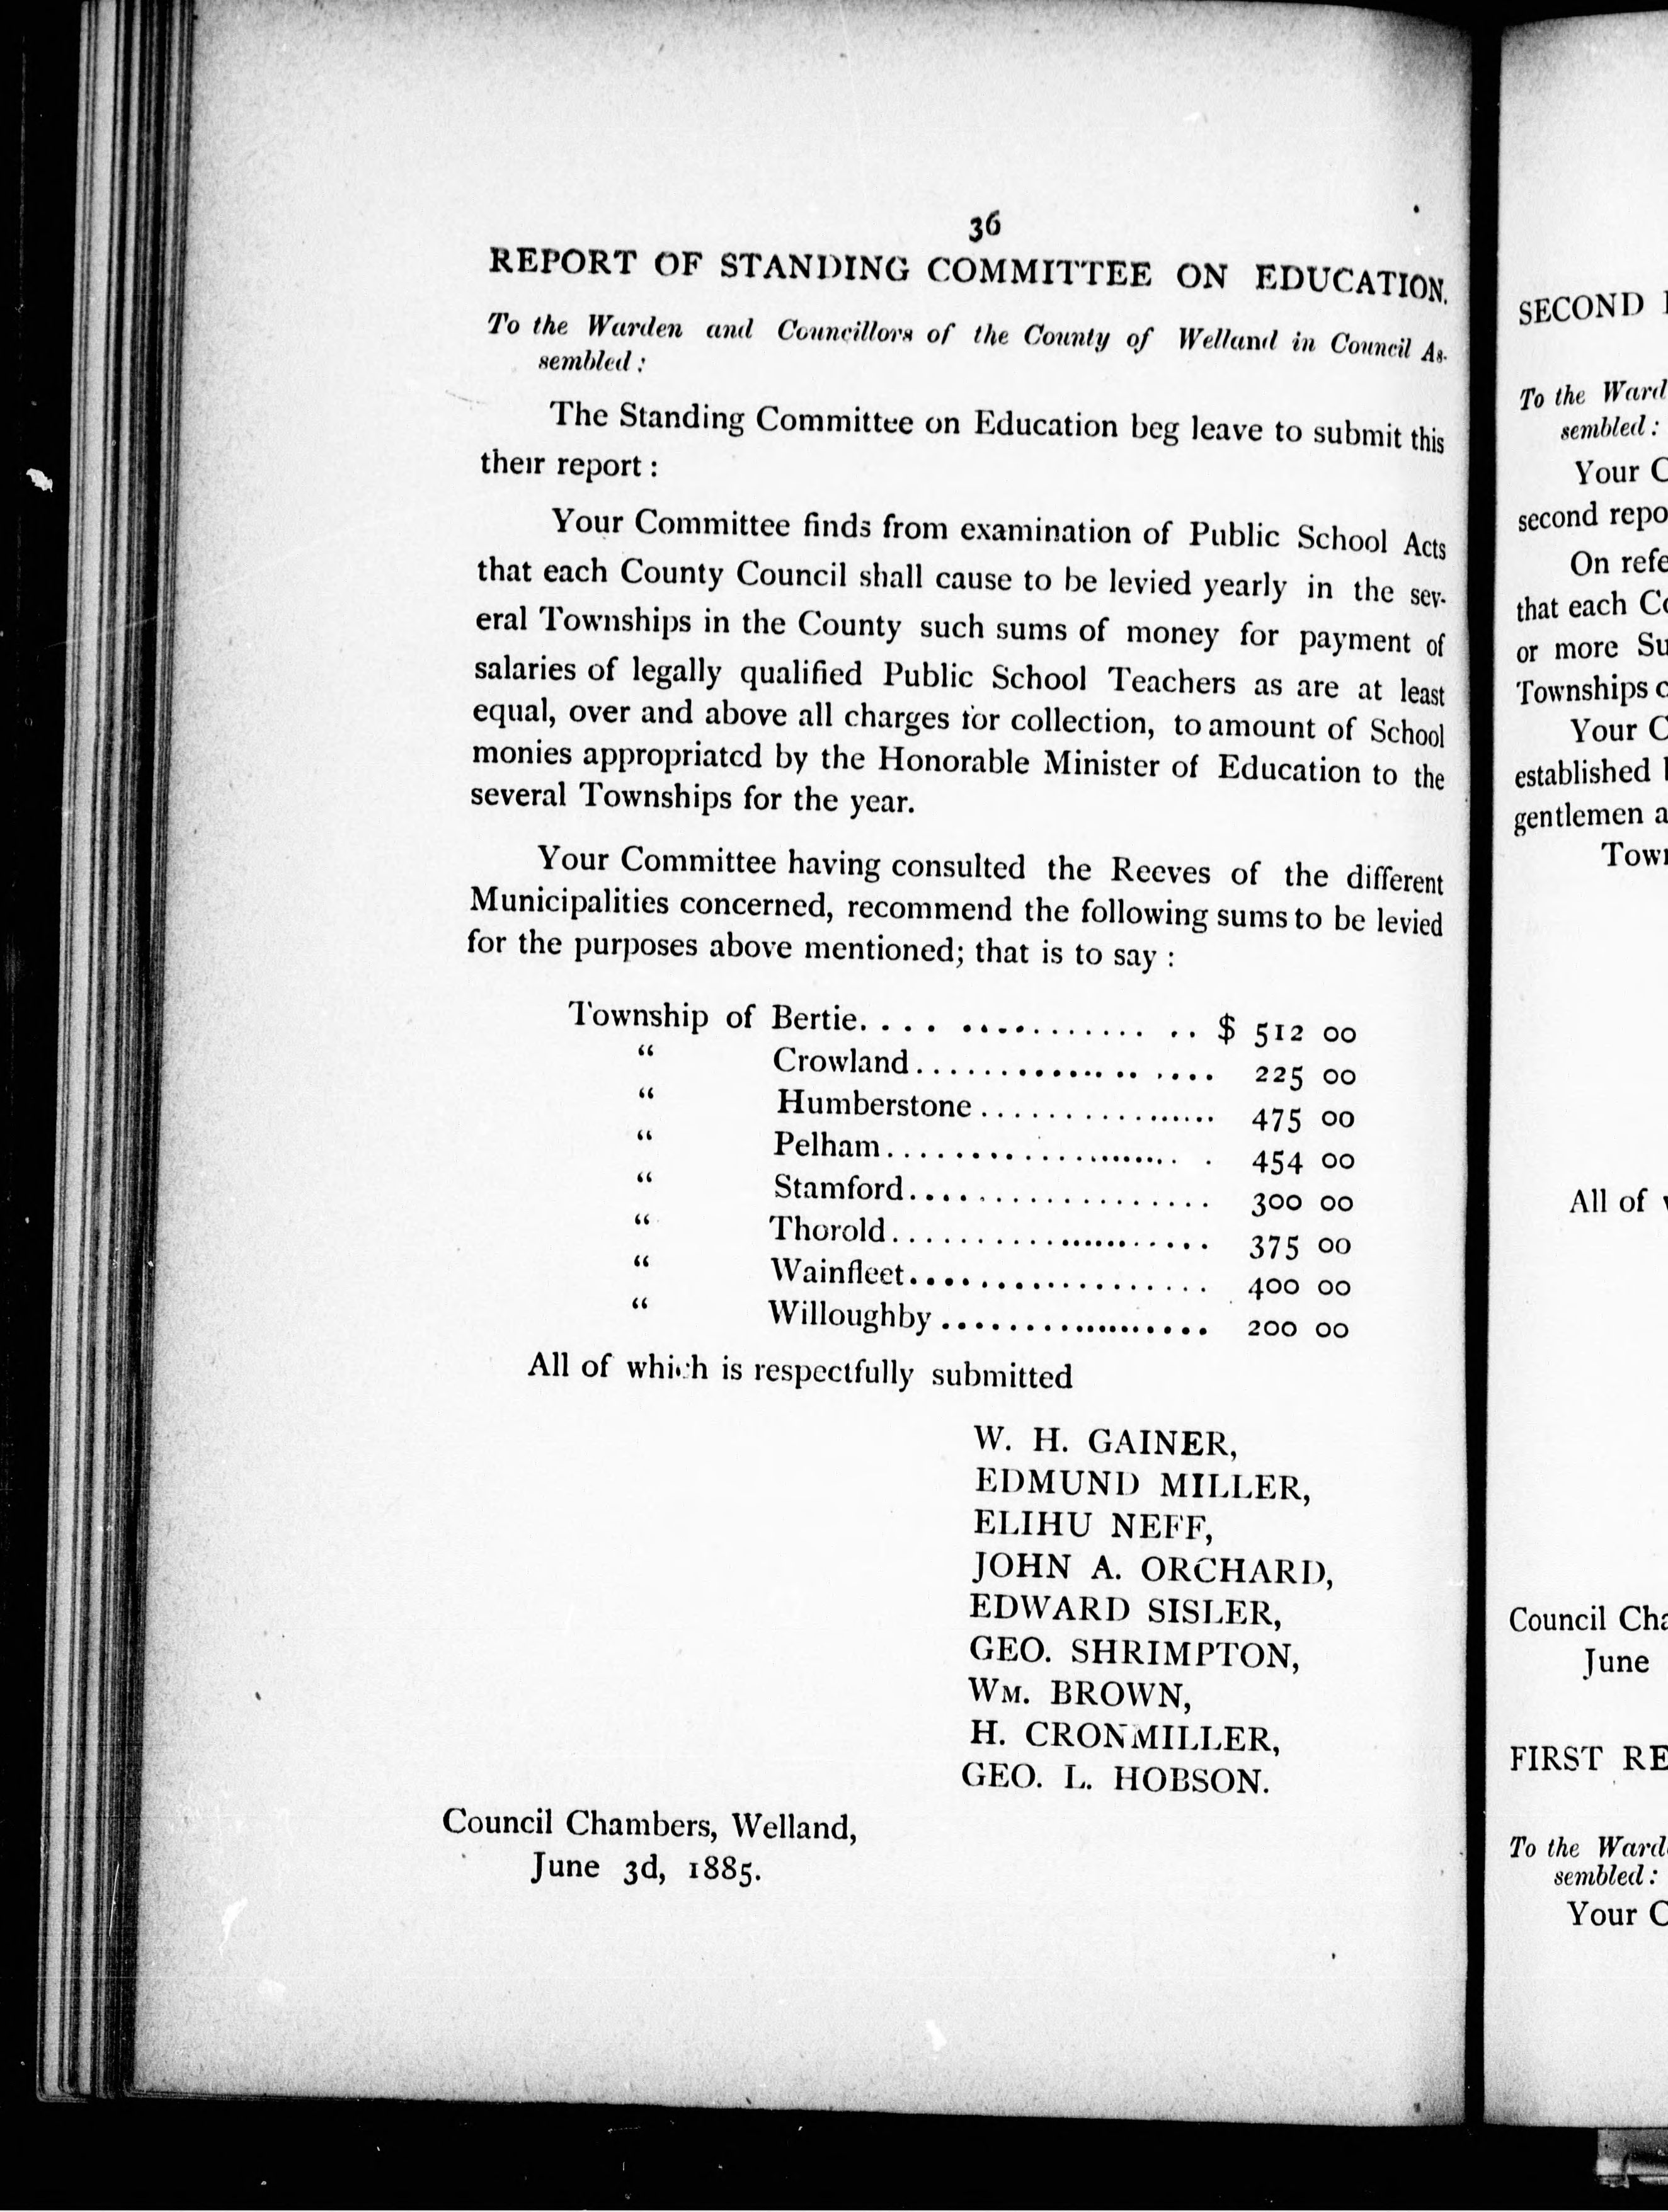 36
REPORT OF STANDING COMMITTEE ON EDUCATION.
To the Warden and Councillors of the County of Welland in Council As-
sembled :
The Standing Committee on Education beg leave to submit this
their report :
Your Committee finds from examination of Public School Acts
that each County Council shall cause to be levied yearly in the sev-
eral Townships in the County such sums of money for payment of
salaries of legally qualified Public School Teachers as are at least
equal, over and above all charges for collection, to amount of School
monies appropriated by the Honorable Minister of Education to the
several Townships for the year.
Your Committee having consulted the Reeves of the different
Municipalities concerned, recommend the following sums to be levied
for the purposes above mentioned; that is to say :
Township of Bertie. . . . . . . . . . . . . . . . . . . $ 512 00
“ Crowland. . . . . . . . . . . . . . . . . . . 225 00
“ Humberstone . . . . . . . . . . . . . . . . 475 00
“ Pelham. . . . . . . . . . . . . . . . . . . 454 00
“ Stamford. . . . . . . . . . . . . . . . . . 300 00
“ Thorold. . . . . . . . . . . . . . . . . . . 375 00
“ Wainfleet. . . . . . . . . . . . . . . . . . 400 00
“ Willoughby . . . . . . . . . . . . . . . . . 200 00
All of which is respectfully submitted
W. H. GAINER,
EDMUND MILLER,
ELIHU NEFF,
JOHN A. ORCHARD,
EDWARD SISLER,
GEO. SHRIMPTON,
WM. BROWN,
H. CRONMILLER,
GEO. L. HOBSON.
Council Chambers, Welland,
June 3d, 1885.
SECOND
To the
sembled :
Your
second
On
that each
or more
Townships
Your
established
gentlemen
All of
Council
June
FIRST
To the
sembled :
Your